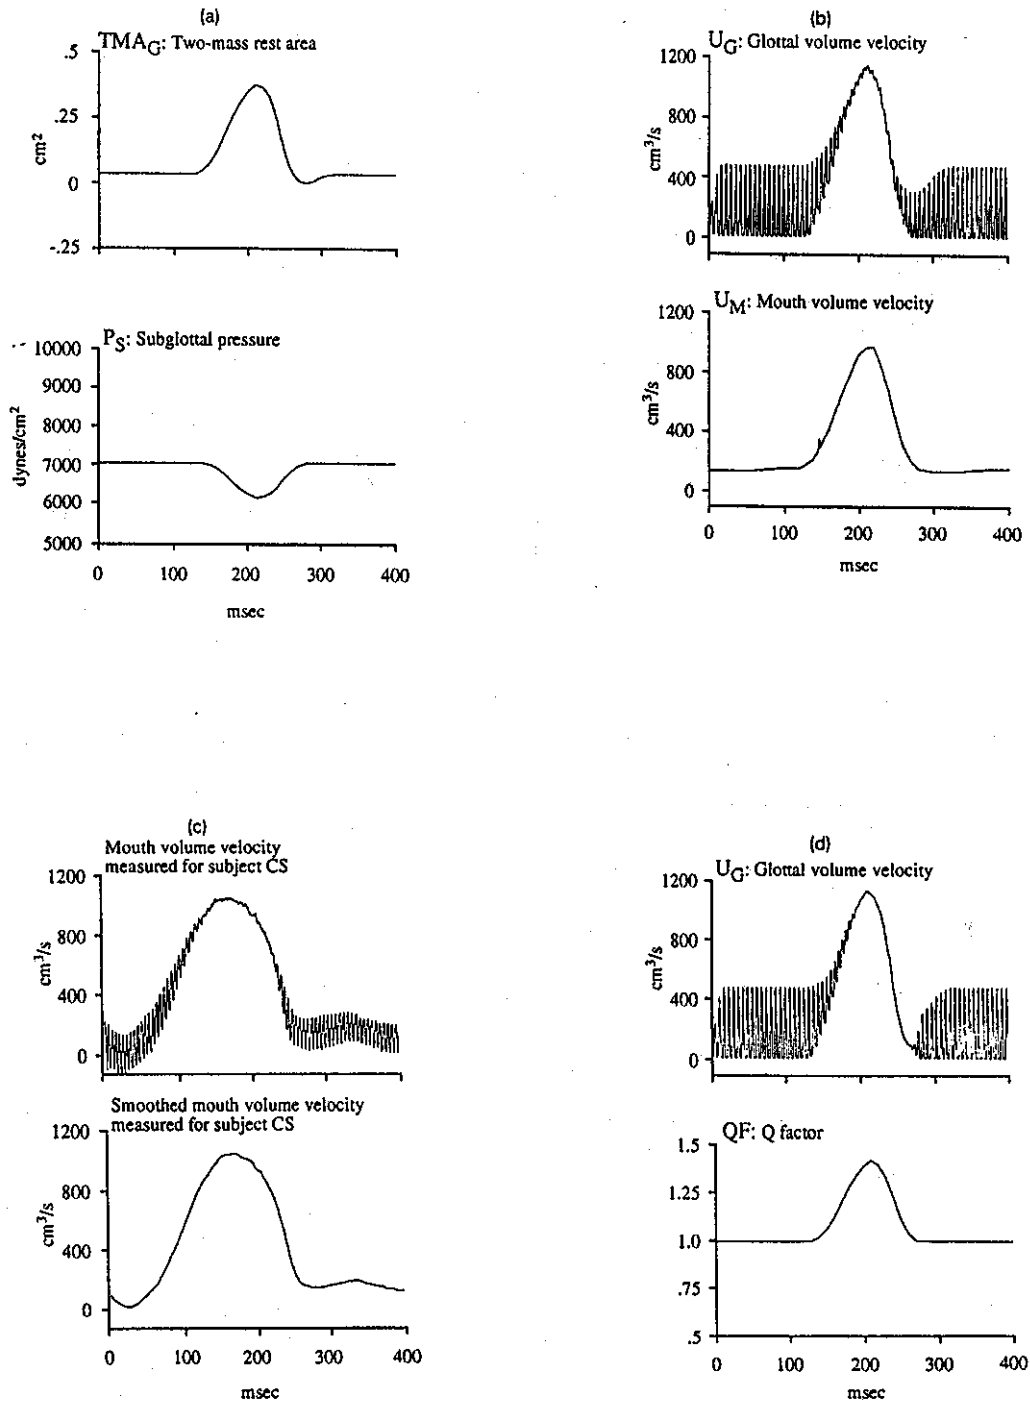 (a)
TMAG: Two-mass rest area
.5
.25
0
-.25
cm2
PS: Subglottal pressure
10000
9000
8000
7000
6000
5000
dynes/cm2
0 100 200 300 400
msec
(b)
UG: Glottal volume velocity
1200
800
400
0
cm3/s
UM: Mouth volume velocity
1200
800
400
0
cm3/s
0 100 200 300 400
msec
(c)
Mouth volume velocity
measured for subject CS
1200
800
400
0
cm3/s
Smoothed mouth volume velocity
measured for subject CS
1200
800
400
0
cm3/s
0 100 200 300 400
msec
(d)
UG: Glottal volume velocity
1200
800
400
0
cm3/s
QF: Q factor
1.5
1.25
1.0
.75
.5
0 100 200 300 400
msec